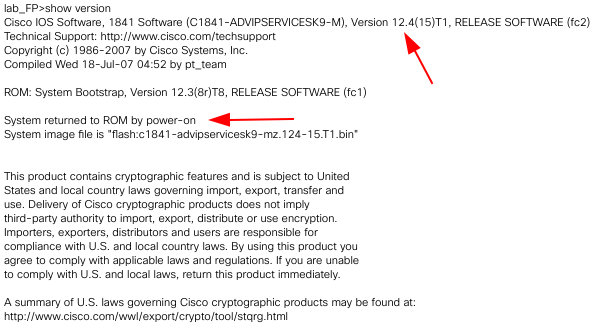 lab_FP>show version
Cisco IOS Software, 1841 Software (C1841-ADVIPSERVICESK9-M), Version 12.4(15)T1, RELEASE SOFTWARE (fc2)
Technical Support: http://www.cisco.com/techsupport
Copyright (c) 1986-2007 by Cisco Systems, Inc.
Compiled Wed 18-Jul-07 04:52 by pt_team
ROM: System Bootstrap, Version 12.3(8r)T8, RELEASE SOFTWARE (fc1)
System returned to ROM by power-on
System image file is "flash:c1841-advipservicesk9-mz.124-15.T1.bin"
This product contains cryptographic features and is subject to United
States and local country laws governing import, export, transfer and
use. Delivery of Cisco cryptographic products does not imply
third-party authority to import, export, distribute or use encryption.
Importers, exporters, distributors and users are responsible for
compliance with U.S. and local country laws. By using this product you
agree to comply with applicable laws and regulations. If you are unable
to comply with U.S. and local laws, return this product immediately.
A summary of U.S. laws governing Cisco cryptographic products may be found at:
http://www.cisco.com/wwl/export/crypto/tool/stqrg.html